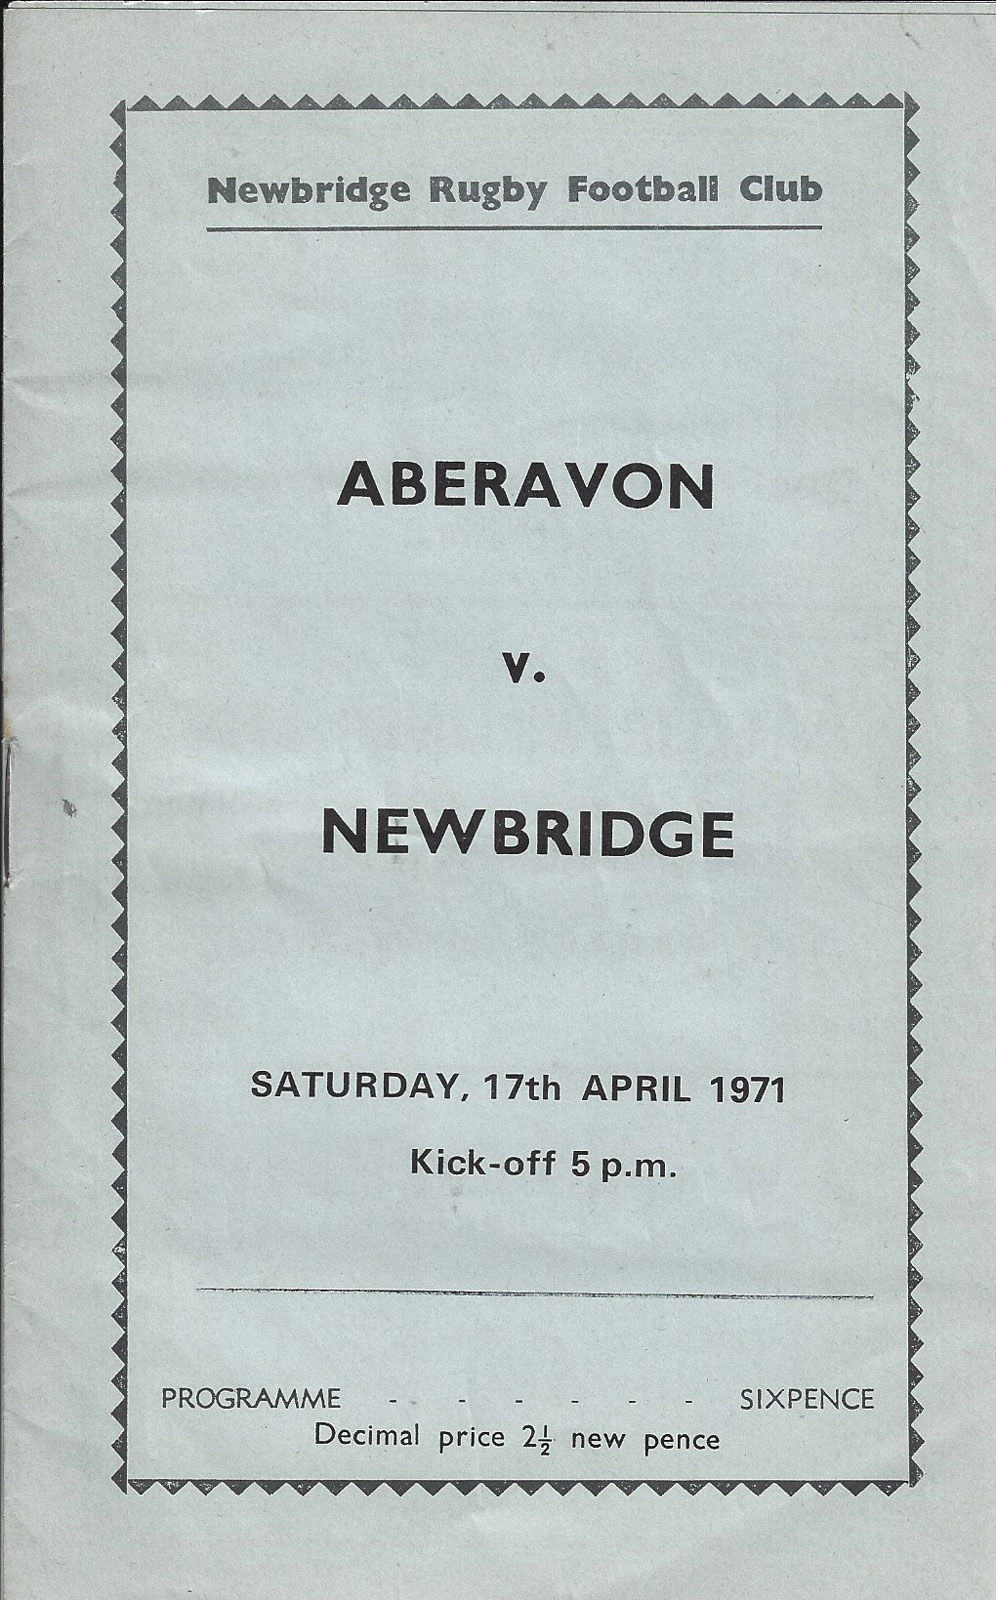 Newbridge Rugby Football Club
ABERAVON
v.
NEWBRIDGE
SATURDAY, 17th APRIL 1971
Kick-off 5 p.m.
PROGRAMME - - - - - - SIXPENCE
Decimal price 2½ new pence